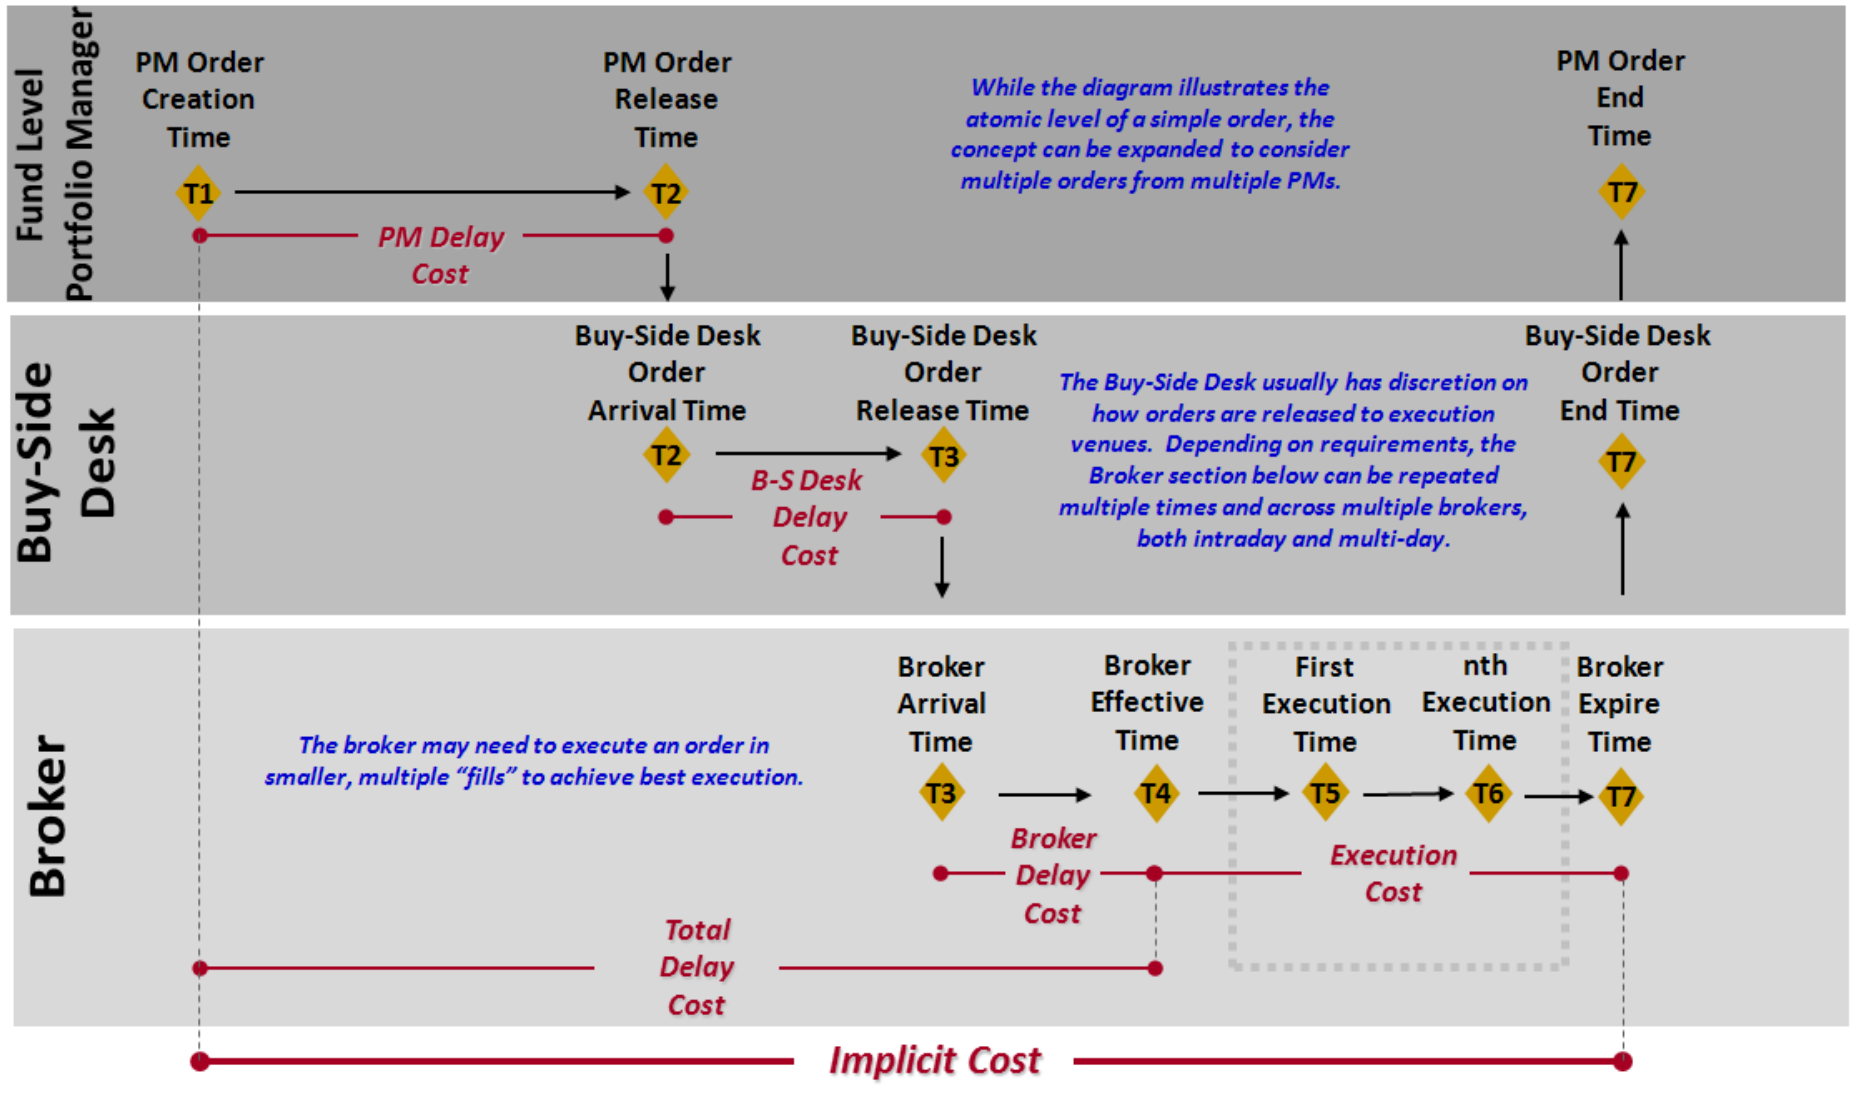 Fund Level
Portfolio Manager
PM Order
Creation
Time
T1
PM Order
Release
Time
T2
PM Delay
Cost
While the diagram illustrates the
atomic level of a simple order, the
concept can be expanded to consider
multiple orders from multiple PMs.
PM Order
End
Time
T7
Buy-Side
Desk
Buy-Side Desk
Order
Arrival Time
T2
Buy-Side Desk
Order
Release Time
T3
B-S Desk
Delay
Cost
The Buy-Side Desk usually has discretion on
how orders are released to execution
venues. Depending on requirements, the
Broker section below can be repeated
multiple times and across multiple brokers,
both intraday and multi-day.
Buy-Side Desk
Order
End Time
T7
Broker
The broker may need to execute an order in
smaller, multiple “fills” to achieve best execution.
Broker
Arrival
Time
T3
Broker
Effective
Time
T4
First
Execution
Time
T5
nth
Execution
Time
T6
Broker
Expire
Time
T7
Broker
Delay
Cost
Execution
Cost
Total
Delay
Cost
Implicit Cost